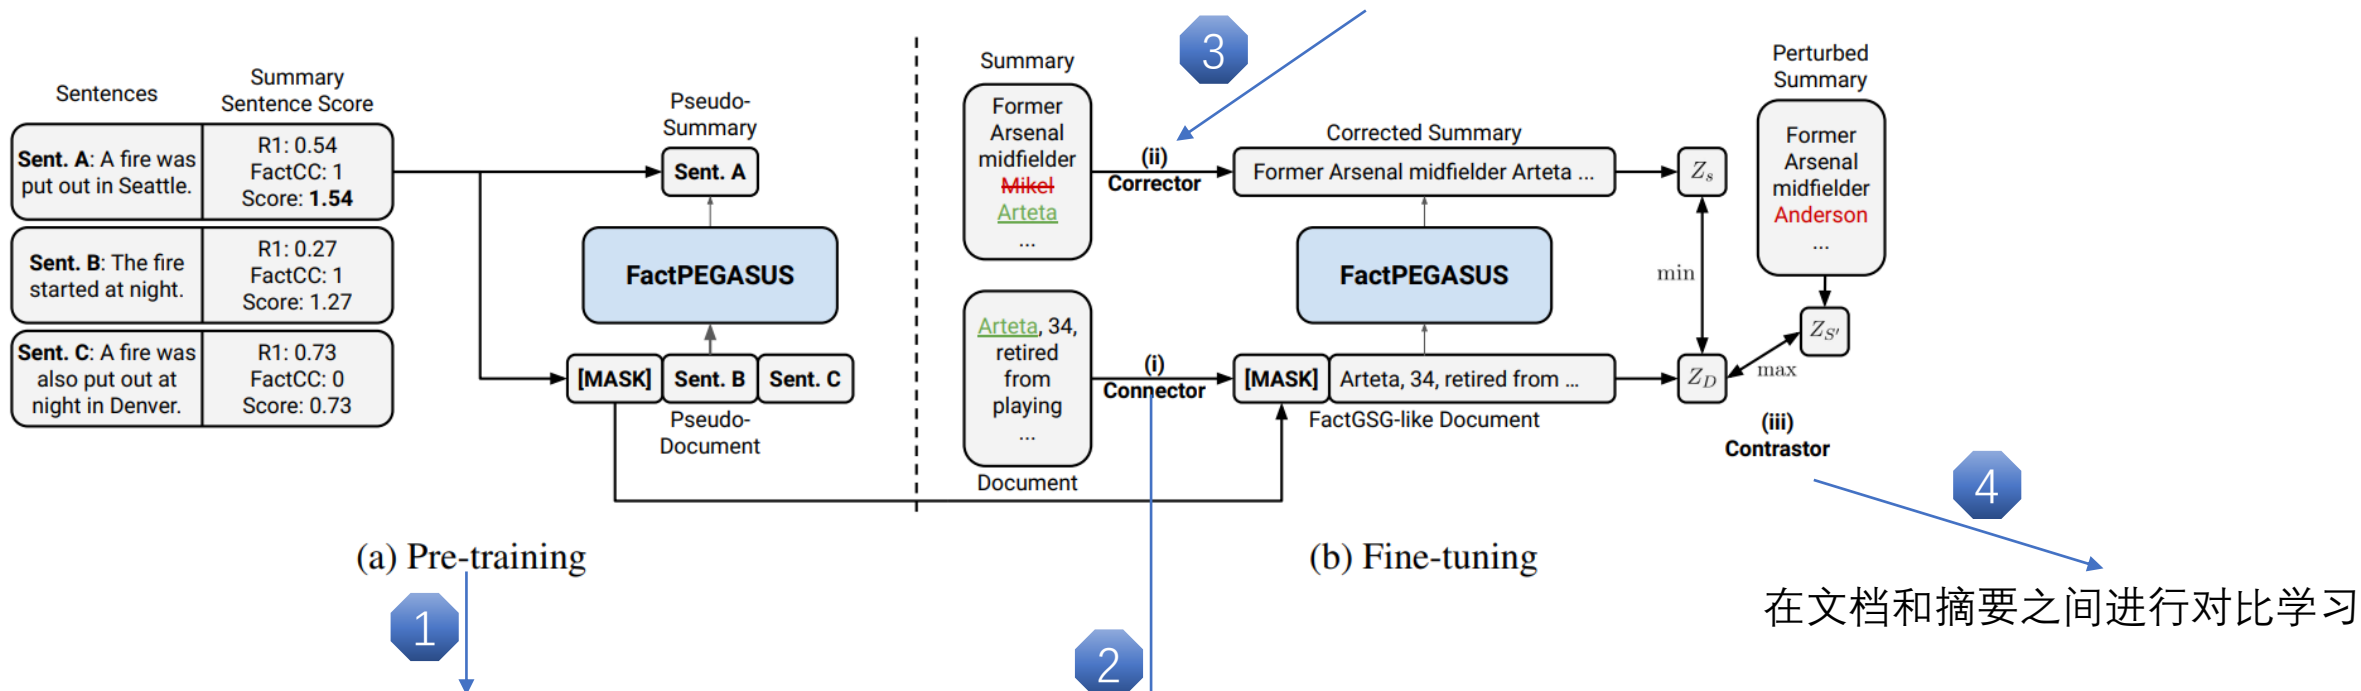 Sentences
Summary
Sentence Score
Sent. A: A fire was
put out in Seattle.
R1: 0.54
FactCC: 1
Score: 1.54
Sent. B: The fire
started at night.
R1: 0.27
FactCC: 1
Score: 1.27
Sent. C: A fire was
also put out at
night in Denver.
R1: 0.73
FactCC: 0
Score: 0.73
Pseudo-
Summary
Sent. A
FactPEGASUS
[MASK]
Sent. B
Sent. C
Pseudo-
Document
(a) Pre-training
1
Summary
Former
Arsenal
midfielder
Mikel
Arteta
...
Arteta, 34,
retired
from
playing
...
Document
3
(ii)
Corrector
(i)
Connector
2
Corrected Summary
Former Arsenal midfielder Arteta ...
FactPEGASUS
[MASK]
Arteta, 34, retired from ...
FactGSG-like Document
Zs
min
ZD
max
ZS'
Perturbed
Summary
Former
Arsenal
midfielder
Anderson
...
(iii)
Contrastor
4
(b) Fine-tuning
在文档和摘要之间进行对比学习